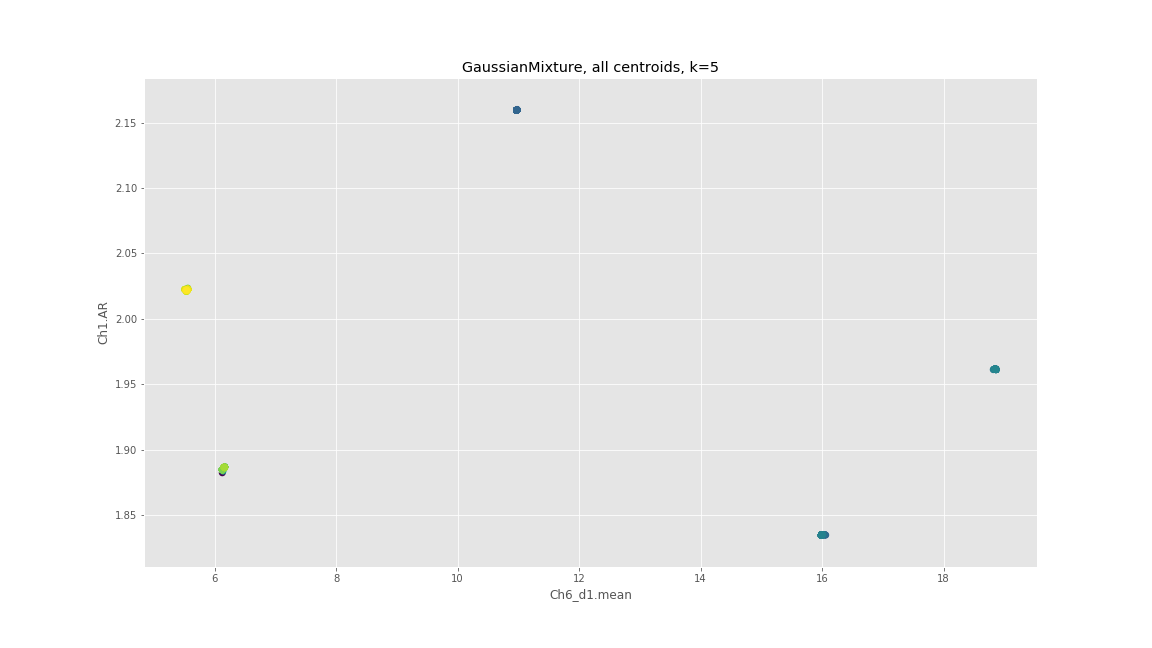 GaussianMixture, all centroids, k=5
2.15
2.10
2.05
2.00
1.95
1.90
1.85
Ch1.AR
6 8 10 12 14 16 18
Ch6_d1.mean